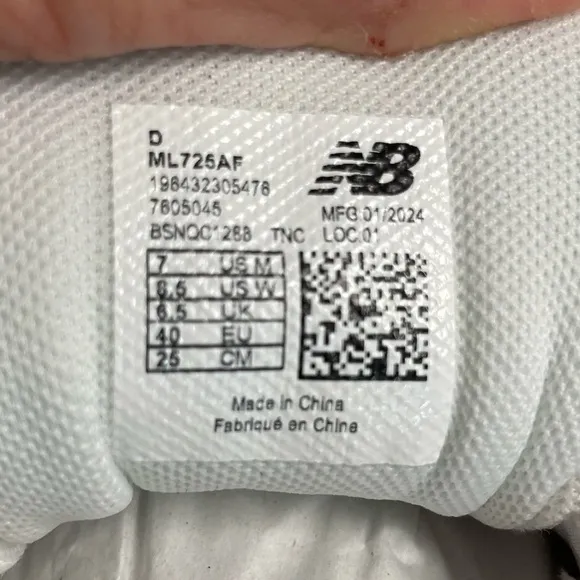 D
ML725AF
196432305476
7605045
BSNQC1288 TNC
NB
MFG:01/2024
LOC:01
7 US M
8.5 US W
6.5 UK
40 EU
25 CM
Made in China
Fabriqué en Chine